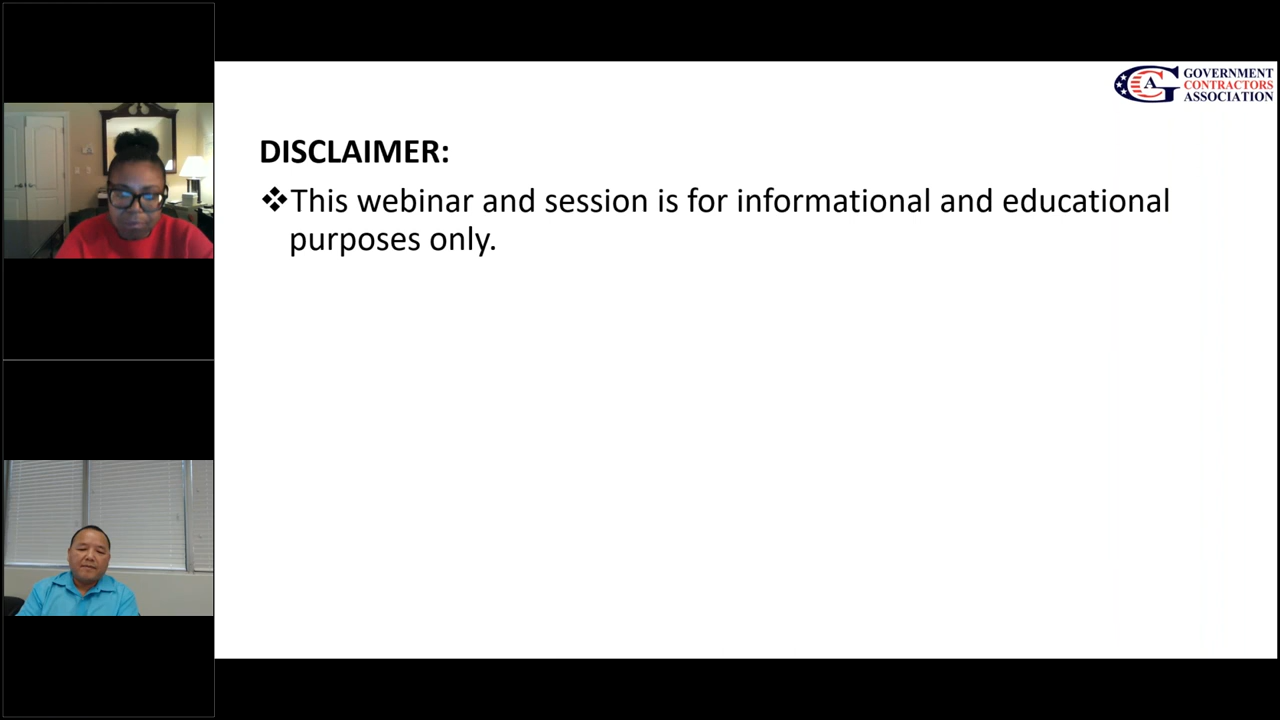 GOVERNMENT
CONTRACTORS
ASSOCIATION
DISCLAIMER:
❖This webinar and session is for informational and educational
purposes only.